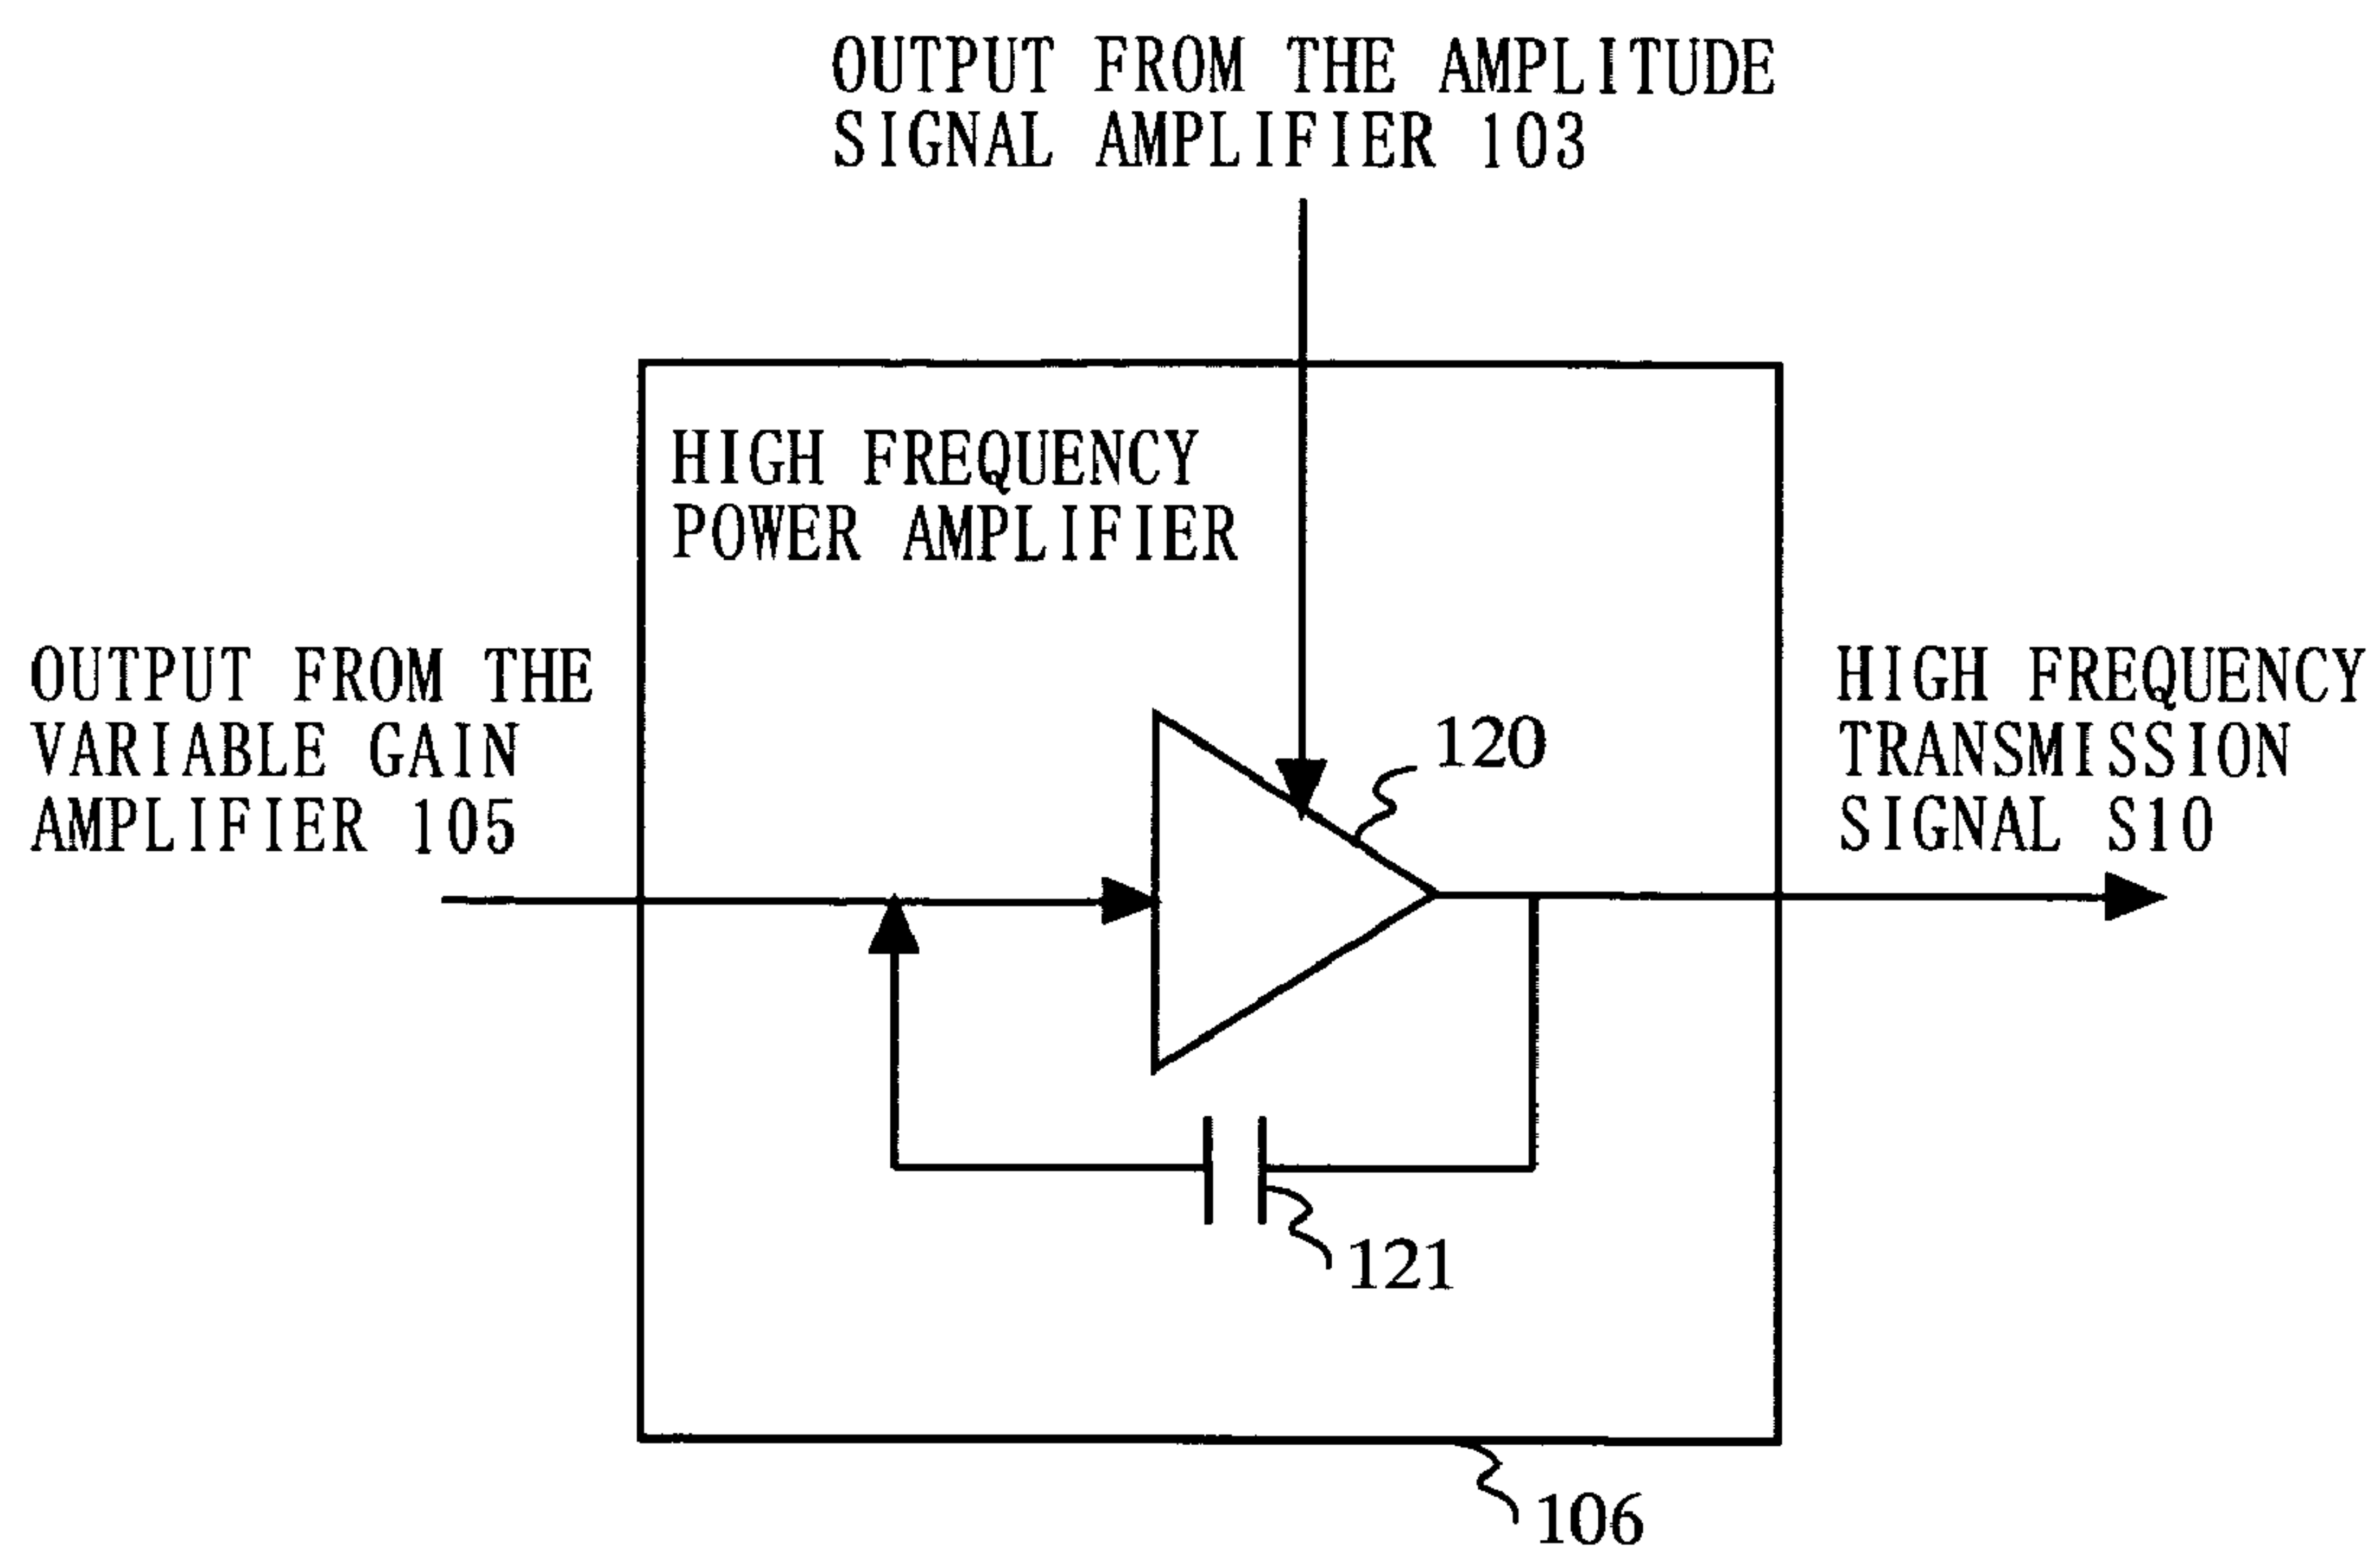 OUTPUT FROM THE AMPLITUDE
SIGNAL AMPLIFIER 103
HIGH FREQUENCY
POWER AMPLIFIER
OUTPUT FROM THE
VARIABLE GAIN
AMPLIFIER 105
120
HIGH FREQUENCY
TRANSMISSION
SIGNAL S10
121
106